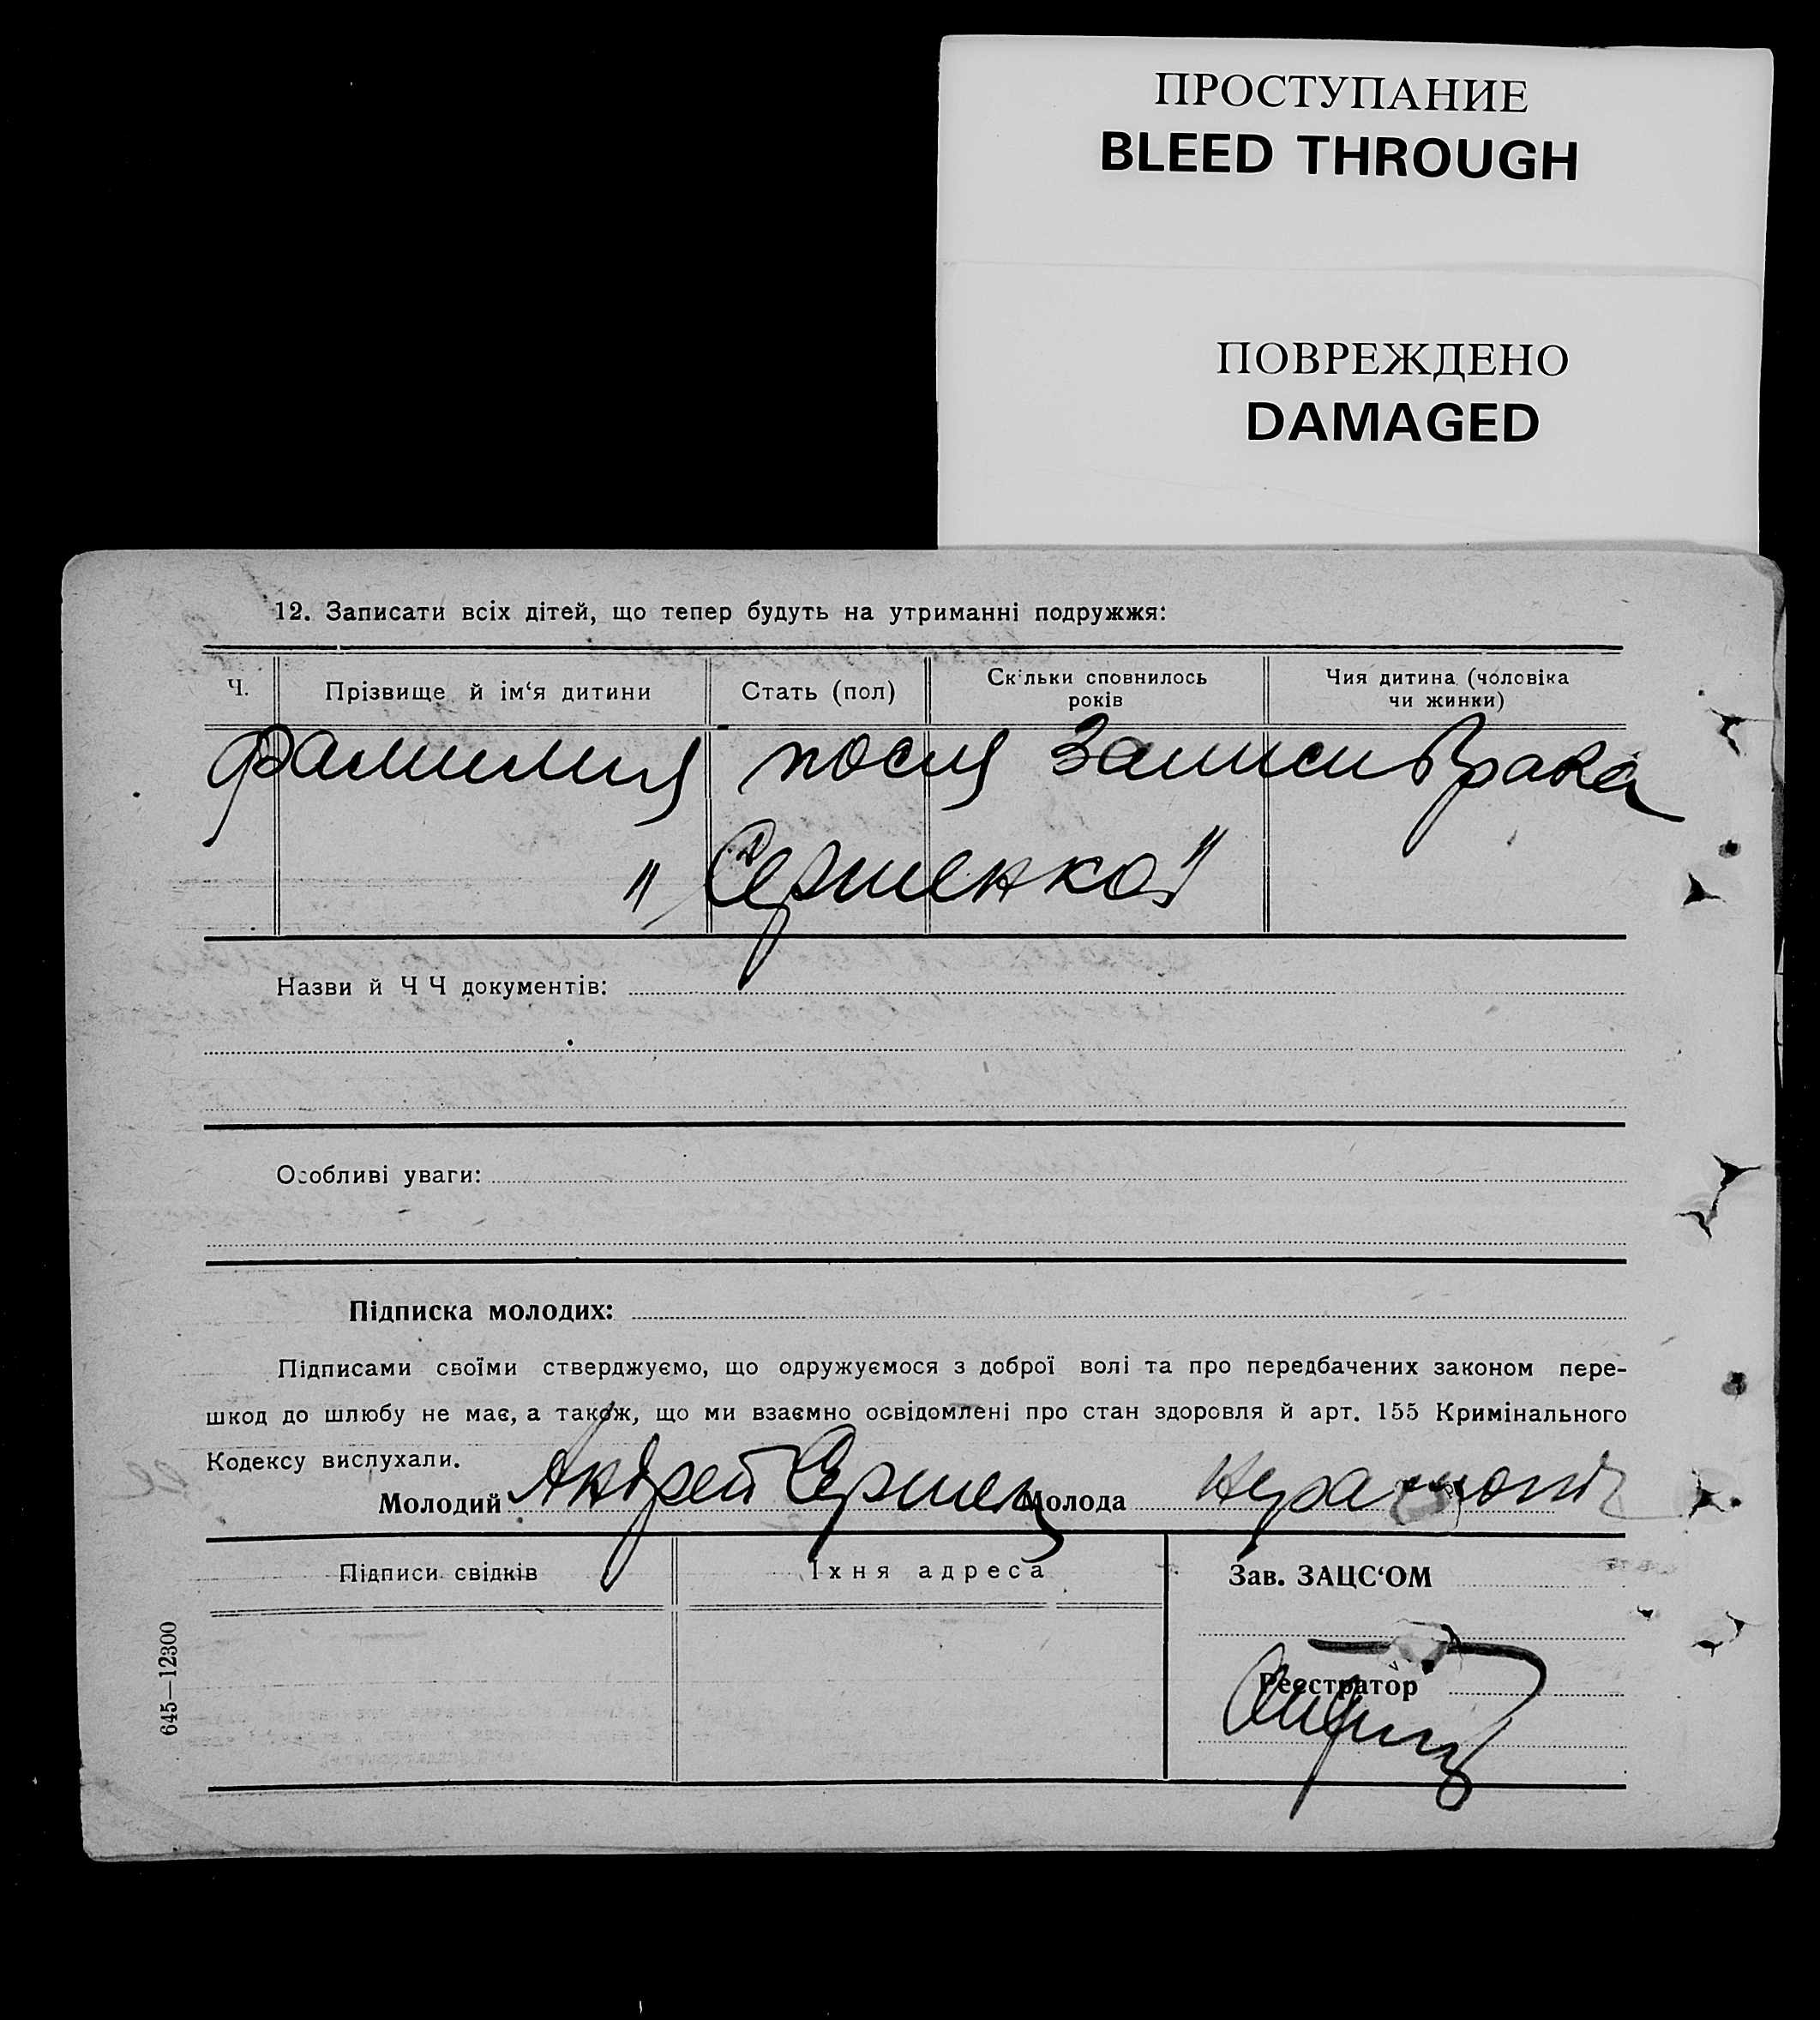 ПРОСТУПАНИЕ
BLEED THROUGH
ПОВРЕЖДЕНО
DAMAGED
12. Записати всіх дітей, що тепер будуть на утриманні подружжя:
Ч. Прізвище й ім‘я дитини Стать (пол) Скільки сповнилось років Чия дитина (чоловіка чи жинки)
фамилия после записи брака
„Сершенко"
Назви й Ч Ч документів:
Особливі уваги:
Підписка молодих:
Підписами своїми стверджуємо, що одружуємося з доброї волі та про передбачених законом пере-
шкод до шлюбу не має, а також, що ми взаємно освідомлені про стан здоровля й арт. 155 Кримінального
Кодексу вислухали.
Молодий Андрей Молода
Підписи свідків Їхня адреса Зав. ЗАЦС‘ОМ
Реєстратор
645—12300